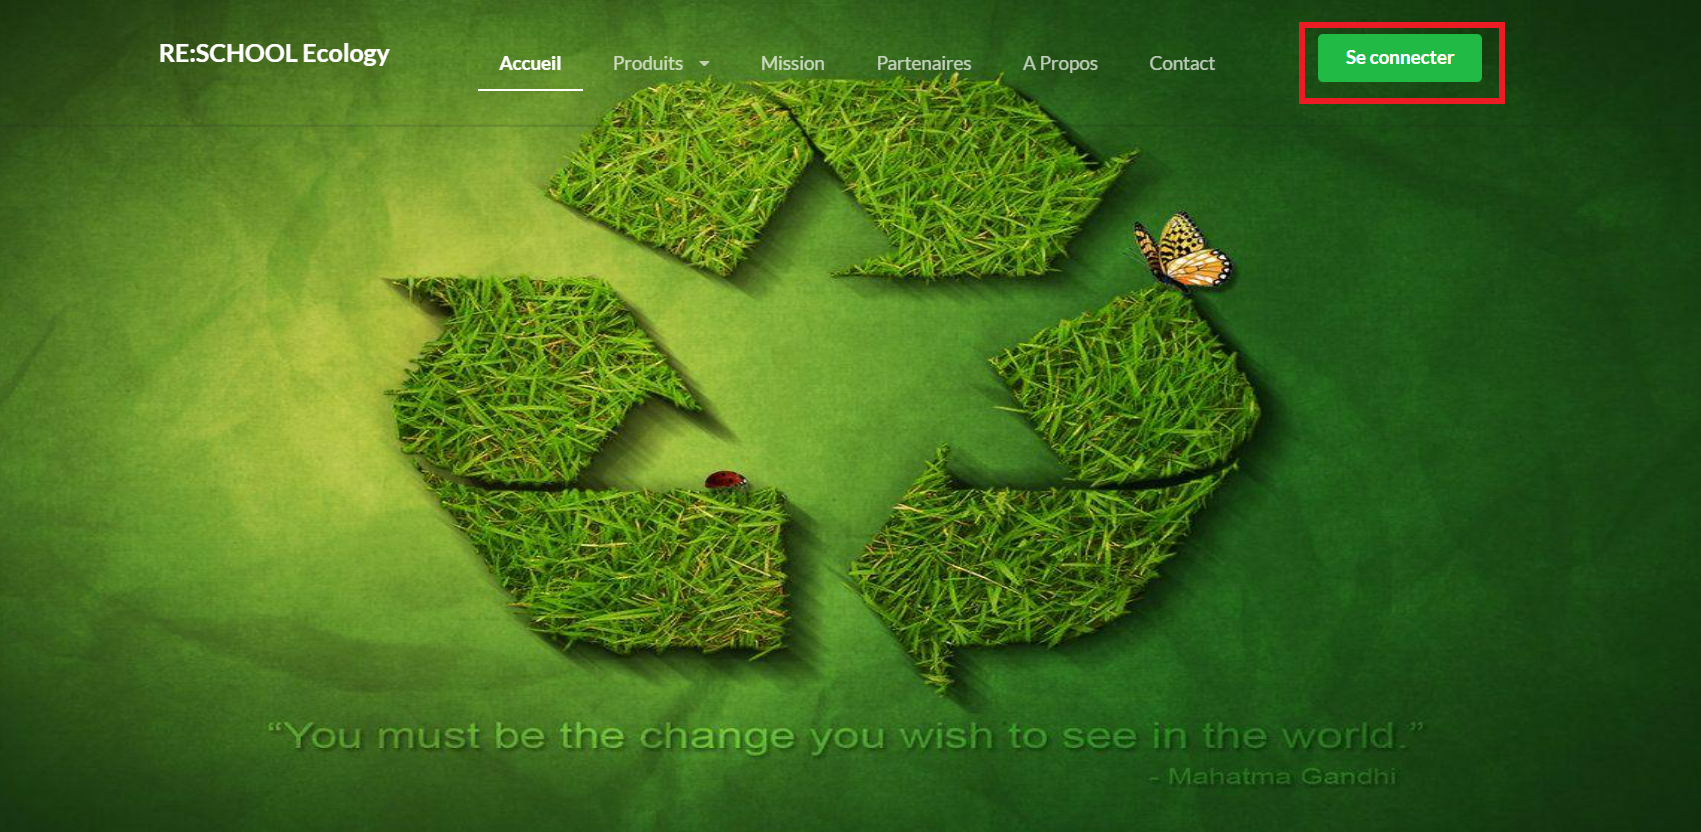 RE:SCHOOL Ecology
Accueil Produits Mission Partenaires A Propos Contact
Se connecter
“You must be the change you wish to see in the world.”
- Mahatma Gandhi